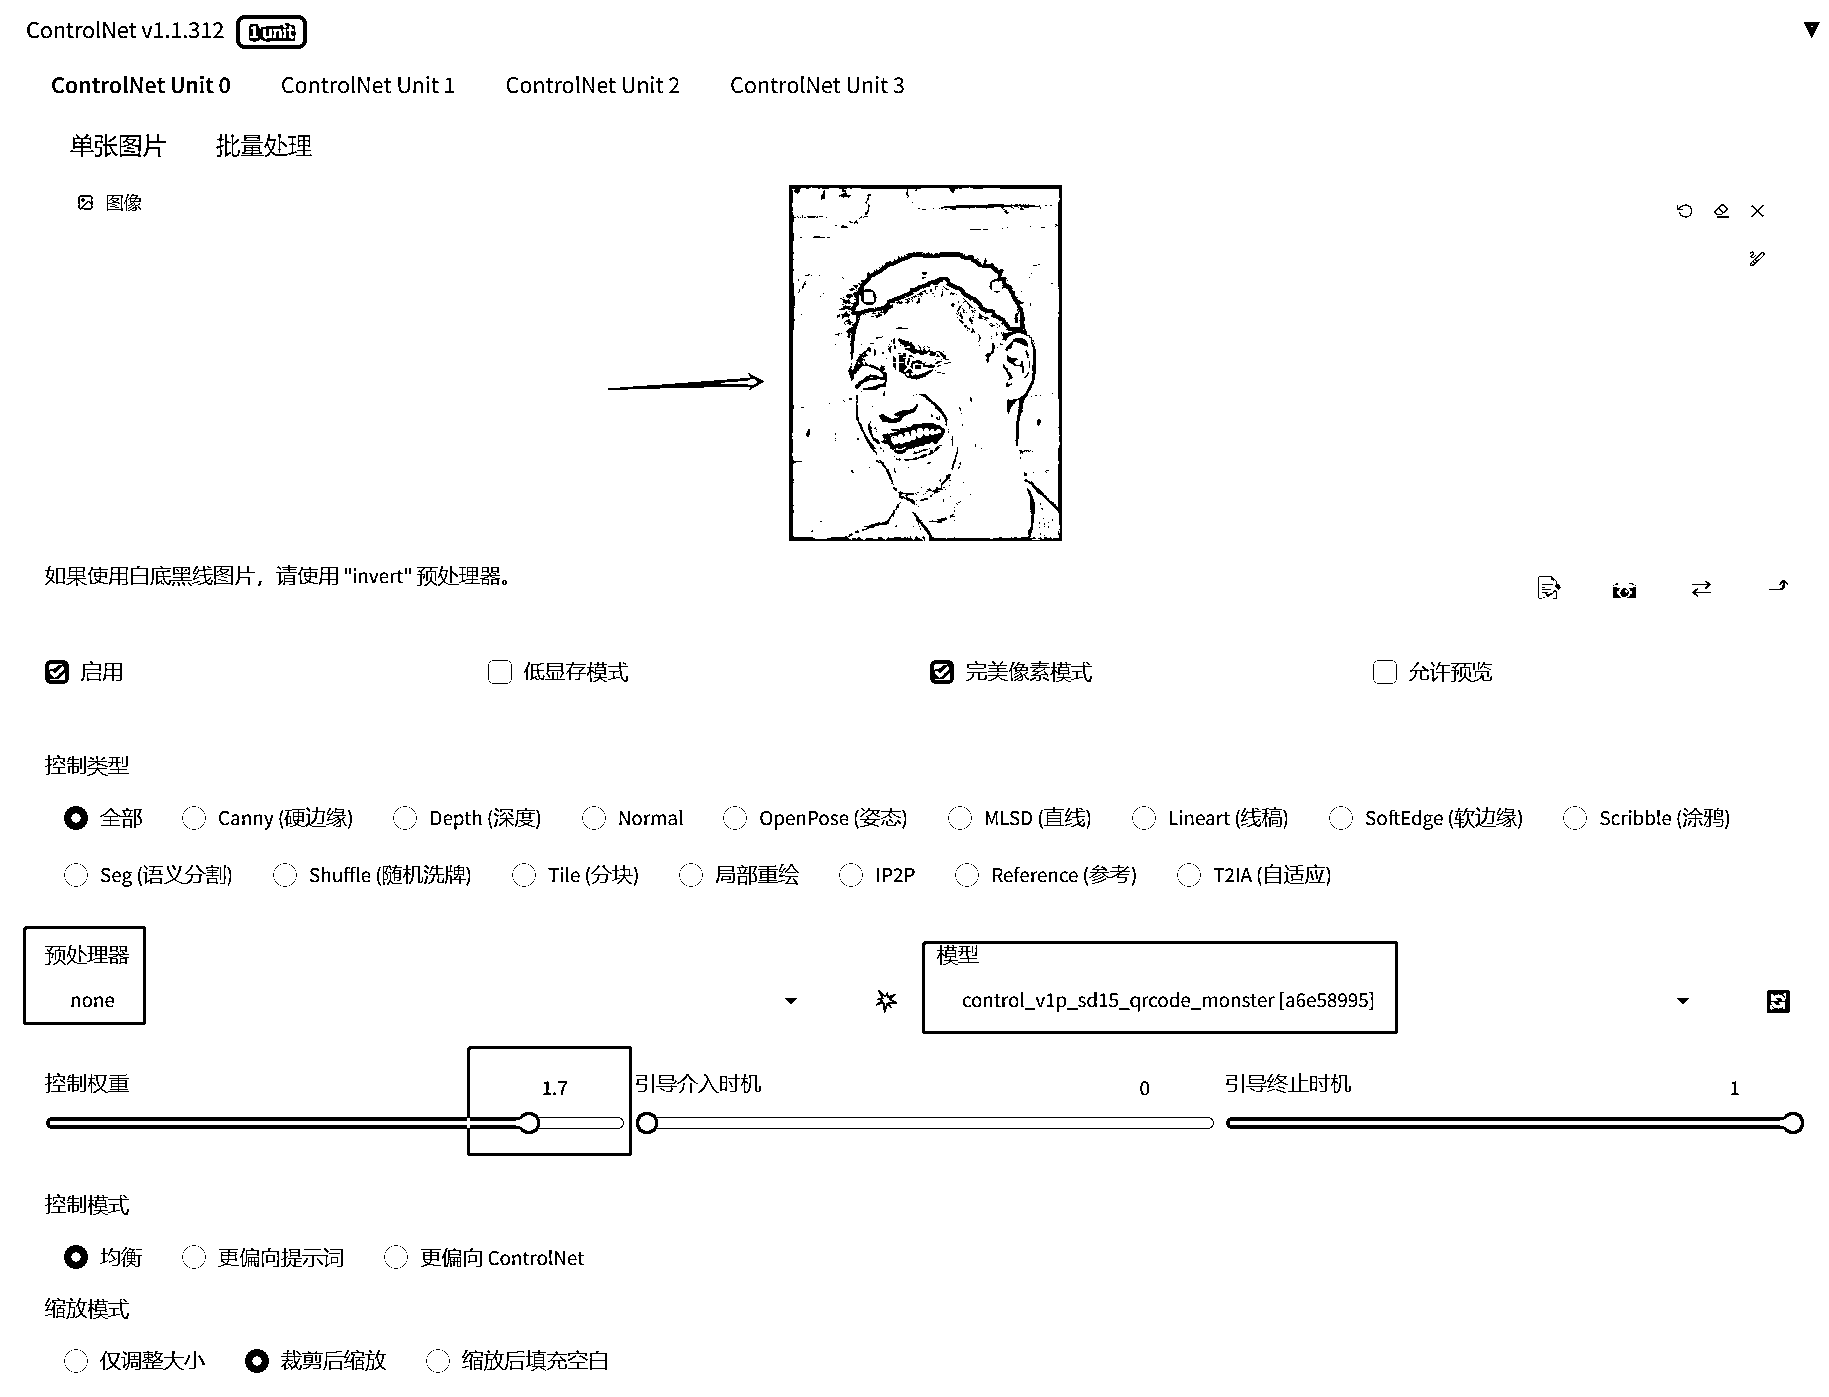 ControlNet v1.1.312 1 unit
ControlNet Unit 0 ControlNet Unit 1 ControlNet Unit 2 ControlNet Unit 3
单张图片 批量处理
图像
如果使用白底黑线图片，请使用 "invert" 预处理器。
启用 低显存模式 完美像素模式 允许预览
控制类型
全部 Canny (硬边缘) Depth (深度) Normal OpenPose (姿态) MLSD (直线) Lineart (线稿) SoftEdge (软边缘) Scribble (涂鸦)
Seg (语义分割) Shuffle (随机洗牌) Tile (分块) 局部重绘 IP2P Reference (参考) T2IA (自适应)
预处理器 模型
none control_v1p_sd15_qrcode_monster [a6e58995]
控制权重 1.7 引导介入时机 0 引导终止时机 1
控制模式
均衡 更偏向提示词 更偏向 ControlNet
缩放模式
仅调整大小 裁剪后缩放 缩放后填充空白